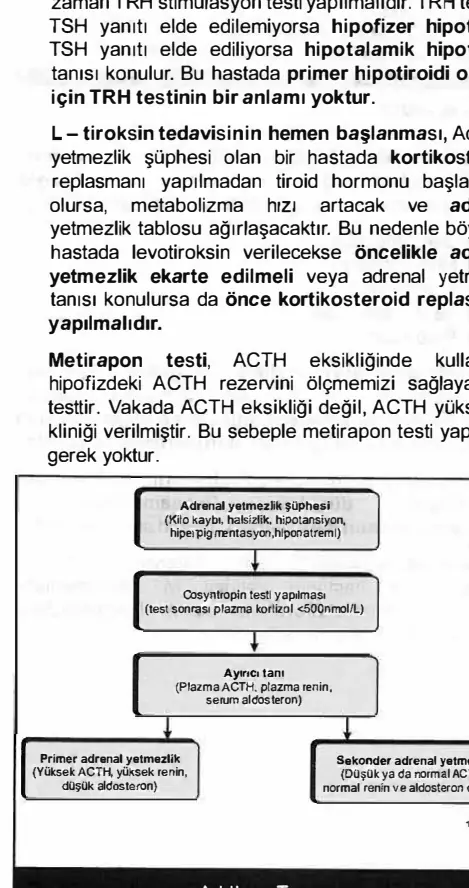 zaman TRH stimülasyon testi yapılmalıdır. TRH te
TSH yanıtı elde edilemiyorsa hipofizer hipot
TSH yanıtı elde ediliyorsa hipotalamik hipot
tanısı konulur. Bu hastada primer hipotiroidi o
için TRH testinin bir anlamı yoktur.
L – tiroksin tedavisinin hemen başlanması, Ad
yetmezlik şüphesi olan bir hastada kortikost
replasmanı yapılmadan tiroid hormonu başla
olursa, metabolizma hızı artacak ve ad
yetmezlik tablosu ağırlaşacaktır. Bu nedenle böy
hastada levotiroksin verilecekse öncelikle ad
yetmezlik ekarte edilmeli veya adrenal yetm
tanısı konulursa da önce kortikosteroid replas
yapılmalıdır.
Metirapon testi, ACTH eksikliğinde kulla
hipofizdeki ACTH rezervini ölçmemizi sağlaya
testtir. Vakada ACTH eksikliği değil, ACTH yüks
kliniği verilmiştir. Bu sebeple metirapon testi yap
gerek yoktur.
Adrenal yetmezlik şüphesi
(Kilo kaybı, halsizlik, hipotansiyon,
hiperpigmentasyon,hiponatremi)
Cosyntropin testi yapılması
(test sonrası plazma kortizol <500nmol/L)
Ayırıcı tanı
(Plazma ACTH, plazma renin,
serum aldosteron)
Primer adrenal yetmezlik
(Yüksek ACTH, yüksek renin,
düşük aldosteron)
Sekonder adrenal yetme
(Düşük ya da normal AC
normal renin ve aldosteron